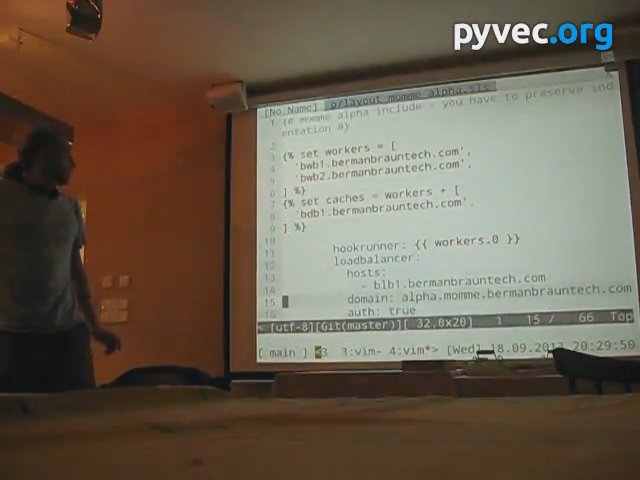 pyvec.org
[No Name] p/layout_momme_alpha.sls
1 {# momme alpha include - you have to preserve ind
entation #}
2
3 {% set workers = [
4 'bwb1.bermanbrauntech.com',
5 'bwb2.bermanbrauntech.com',
6 ] %}
7 {% set caches = workers + [
8 'bdb1.bermanbrauntech.com',
9 ] %}
10
11 hookrunner: {{ workers.0 }}
12 loadbalancer:
13 hosts:
14 - blb1.bermanbrauntech.com
15 domain: alpha.momme.bermanbrauntech.com
16 auth: true
< [utf-8][Git(master)][ 32,0x20] 1 15 / 66 Top
[ main ] <3 3:vim- 4:vim*> [Wed] 18.09.2013 20:29:50